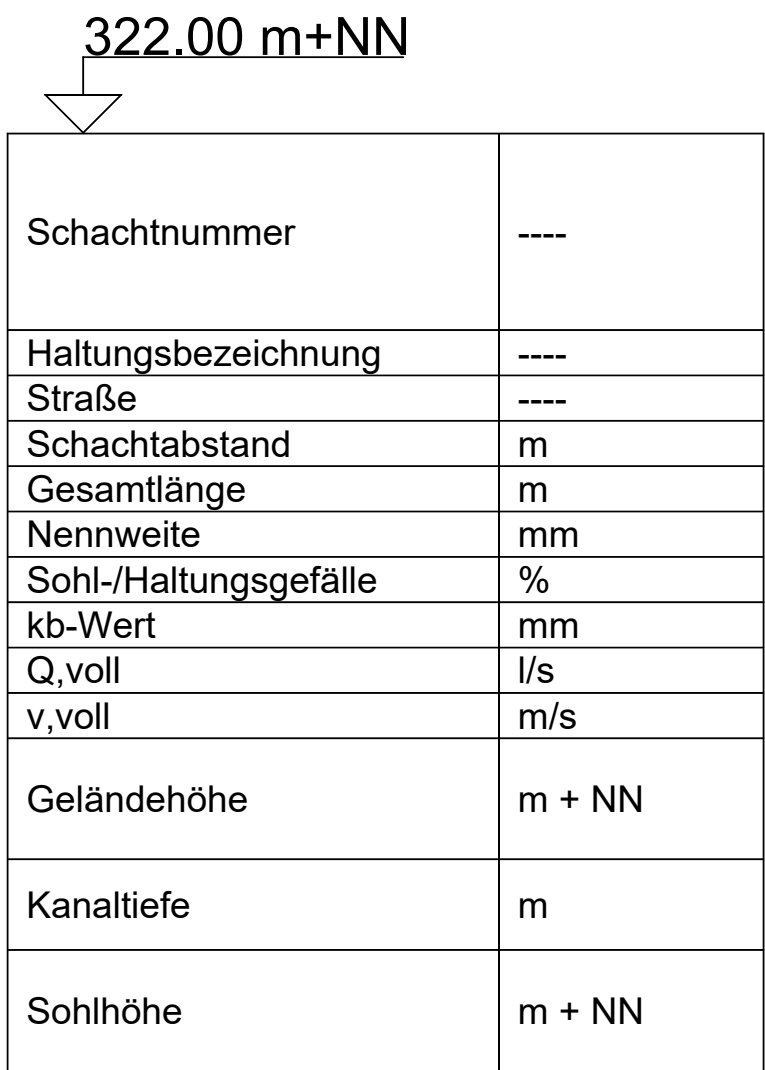 322.00 m+NN
Schachtnummer ----
Haltungsbezeichnung ----
Straße ----
Schachtabstand m
Gesamtlänge m
Nennweite mm
Sohl-/Haltungsgefälle %
kb-Wert mm
Q,voll l/s
v,voll m/s
Geländehöhe m + NN
Kanaltiefe m
Sohlhöhe m + NN